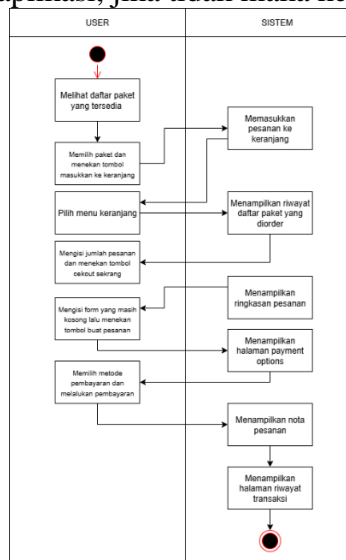 aplikasi, jika tidak maka
USER
SISTEM
Melihat daftar paket
yang tersedia
Memilih paket dan
menekan tombol
masukkan ke keranjang
Memasukkan
pesanan ke
keranjang
Pilih menu keranjang
Menampilkan riwayat
daftar paket yang
diorder
Mengisi jumlah pesanan
dan menekan tombol
cekout sekrang
Menampilkan
ringkasan pesanan
Mengisi form yang masih
kosong lalu menekan
tombol buat pesanan
Menampilkan
halaman payment
options
Memilih metode
pembayaran dan
melalukan pembayaran
Menampilkan nota
pesanan
Menampilkan
halaman riwayat
transaksi